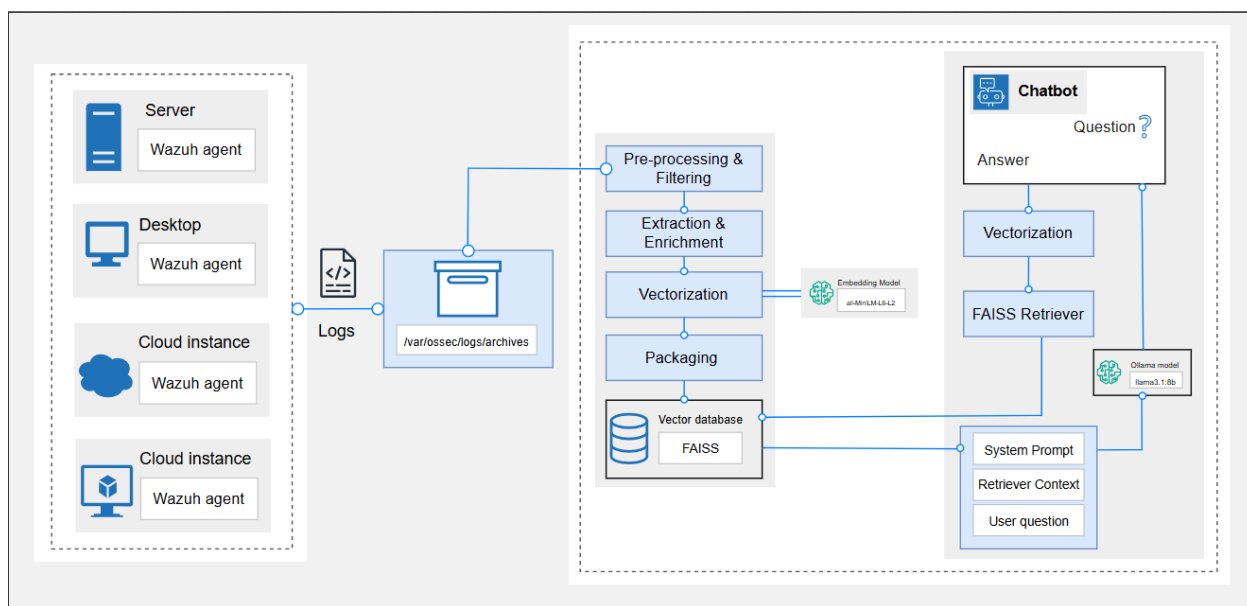 Server
Wazuh agent
Desktop
Wazuh agent
Cloud instance
Wazuh agent
Cloud instance
Wazuh agent
Logs
/var/ossec/logs/archives
Pre-processing &
Filtering
Extraction &
Enrichment
Vectorization
Packaging
Vector database
FAISS
Embedding Model
all-MiniLM-L6-L2
Chatbot
Question?
Answer
Vectorization
FAISS Retriever
Ollama model
llama3.1:8b
System Prompt
Retriever Context
User question